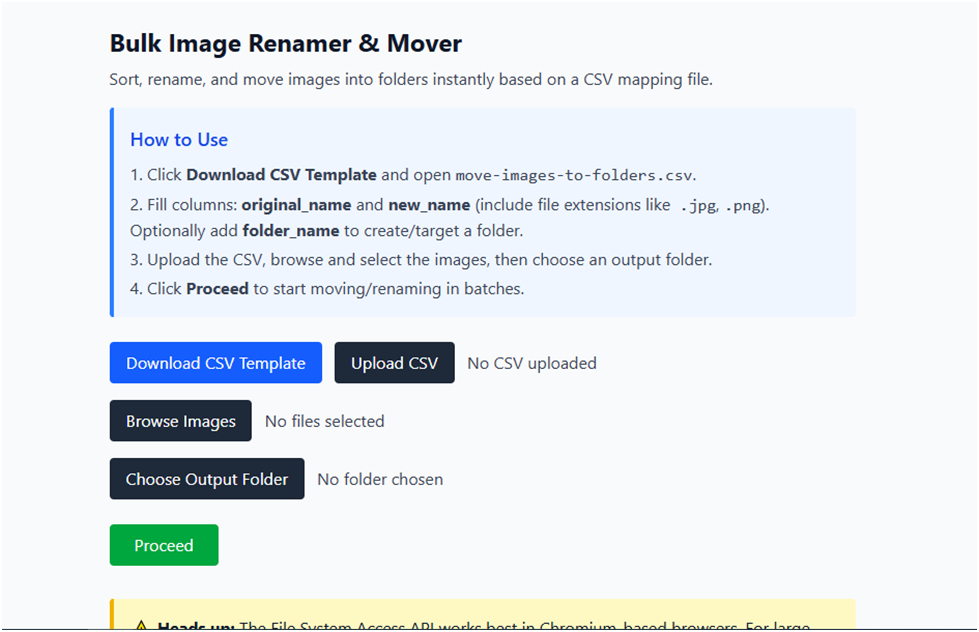 Bulk Image Renamer & Mover
Sort, rename, and move images into folders instantly based on a CSV mapping file.
How to Use
1. Click Download CSV Template and open move-images-to-folders.csv.
2. Fill columns: original_name and new_name (include file extensions like .jpg, .png).
Optionally add folder_name to create/target a folder.
3. Upload the CSV, browse and select the images, then choose an output folder.
4. Click Proceed to start moving/renaming in batches.
Download CSV Template Upload CSV No CSV uploaded
Browse Images No files selected
Choose Output Folder No folder chosen
Proceed
⚠ Heads up: The File System Access API works best in Chromium-based browsers. For large